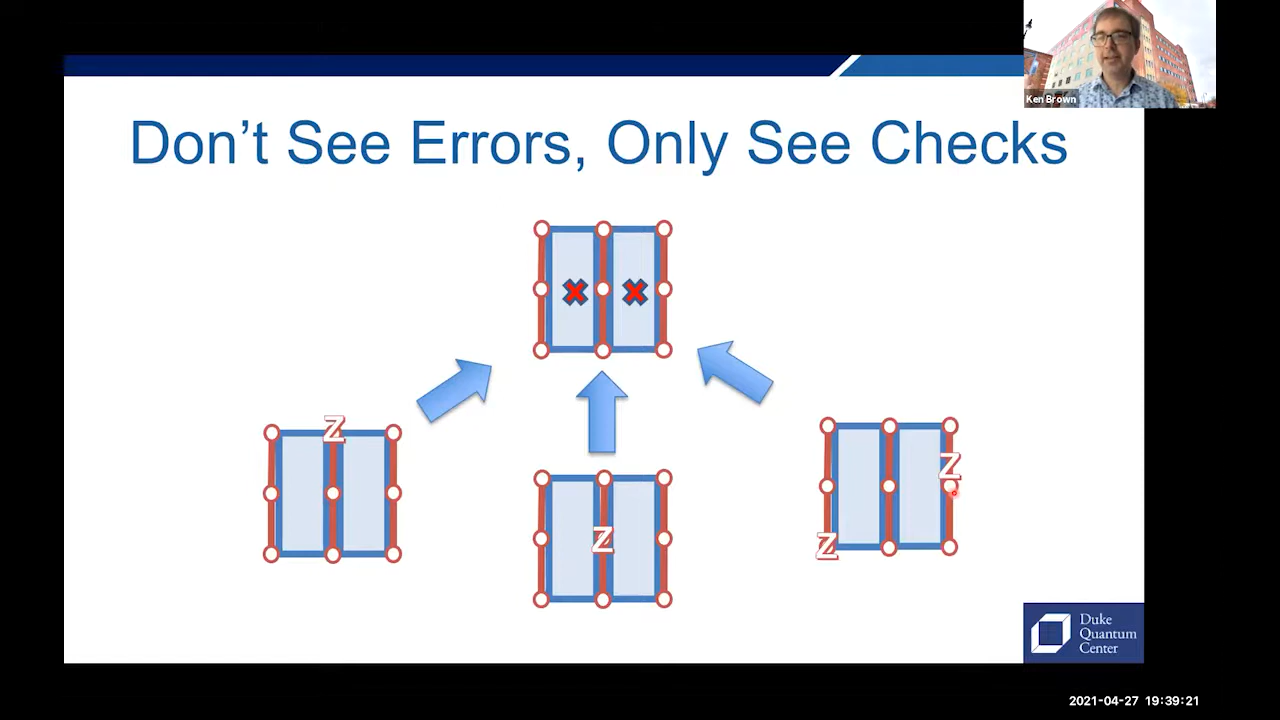 Ken Brown
Don't See Errors, Only See Checks
Z
Z
Z
Z
Duke
Quantum
Center
2021-04-27 19:39:21